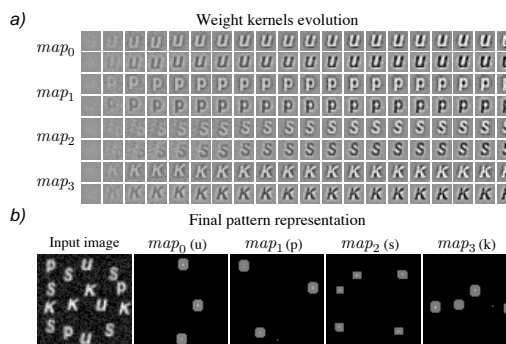 a)
Weight kernels evolution
map₀
map₁
map₂
map₃
b)
Final pattern representation
Input image
map₀ (u)
map₁ (p)
map₂ (s)
map₃ (k)
p s u s
s K p
K K u K
s p u s